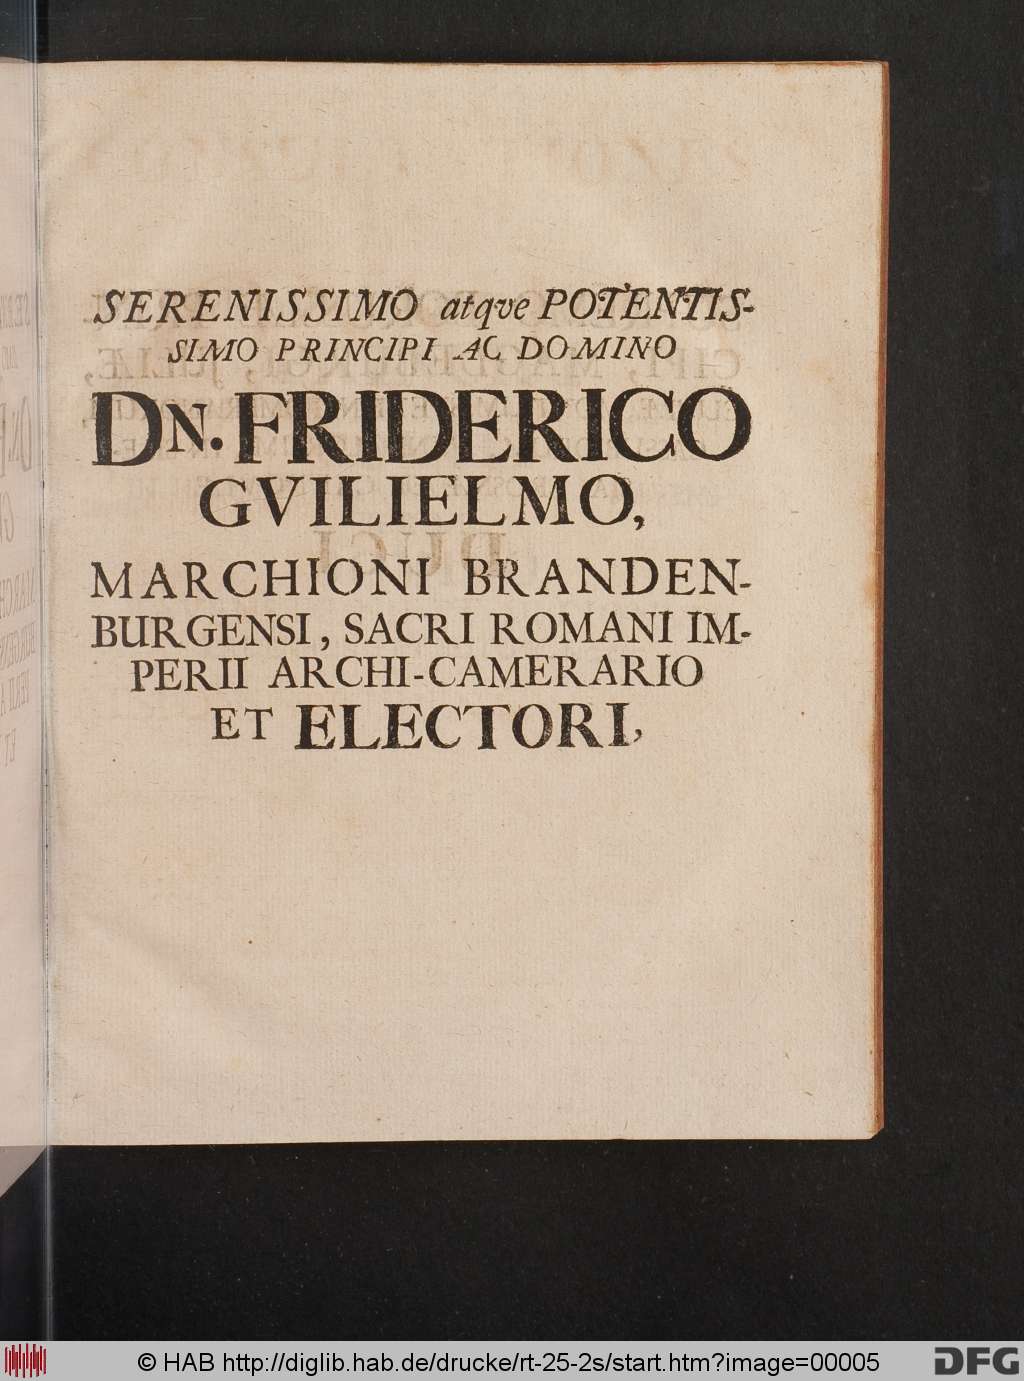 SERENISSIMO atqve POTENTIS-
SIMO PRINCIPI AC DOMINO
DN. FRIDERICO
GVILIELMO,
MARCHIONI BRANDEN-
BURGENSI, SACRI ROMANI IM-
PERII ARCHI-CAMERARIO
ET ELECTORI,
© HAB http://diglib.hab.de/drucke/rt-25-2s/start.htm?image=00005
DFG